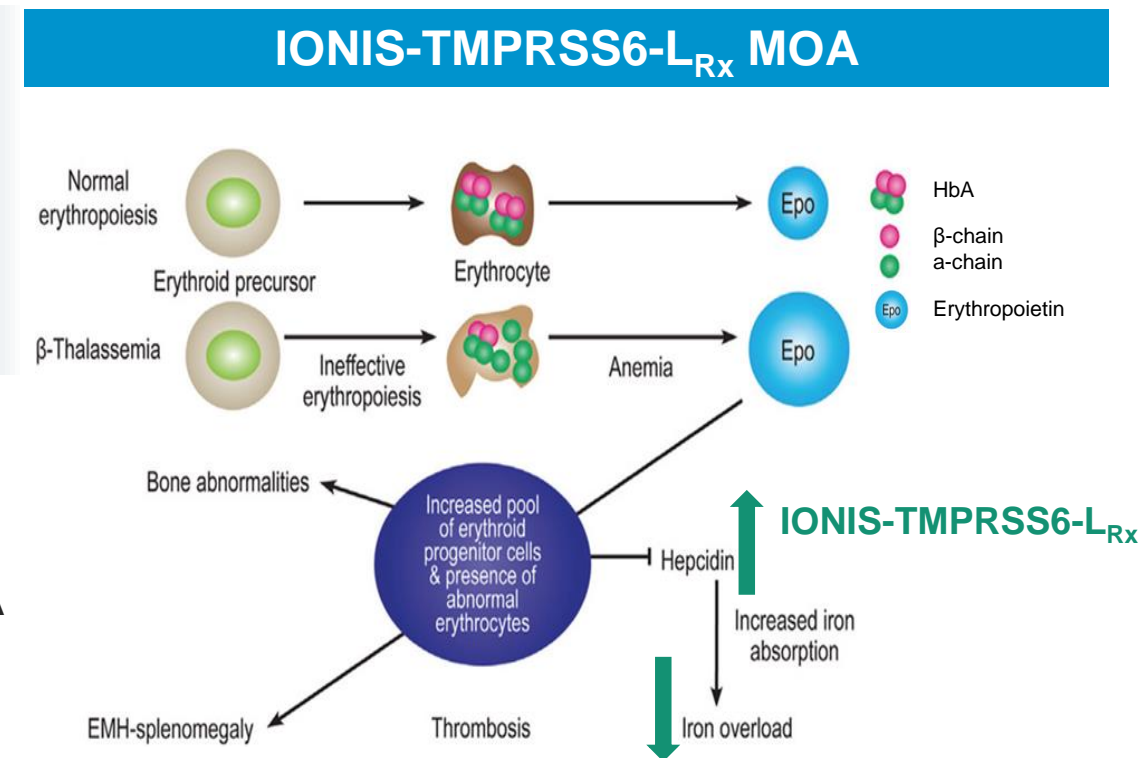 IONIS-TMPRSS6-LRx MOA
Normal
erythropoiesis
Erythroid precursor
Erythrocyte
Epo
HbA
β-chain
a-chain
Epo
Erythropoietin
β-Thalassemia
Ineffective
erythropoiesis
Anemia
Epo
Bone abnormalities
Increased pool
of erythroid
progenitor cells
& presence of
abnormal
erythrocytes
Hepcidin
IONIS-TMPRSS6-LRx
Increased iron
absorption
EMH-splenomegaly
Thrombosis
Iron overload